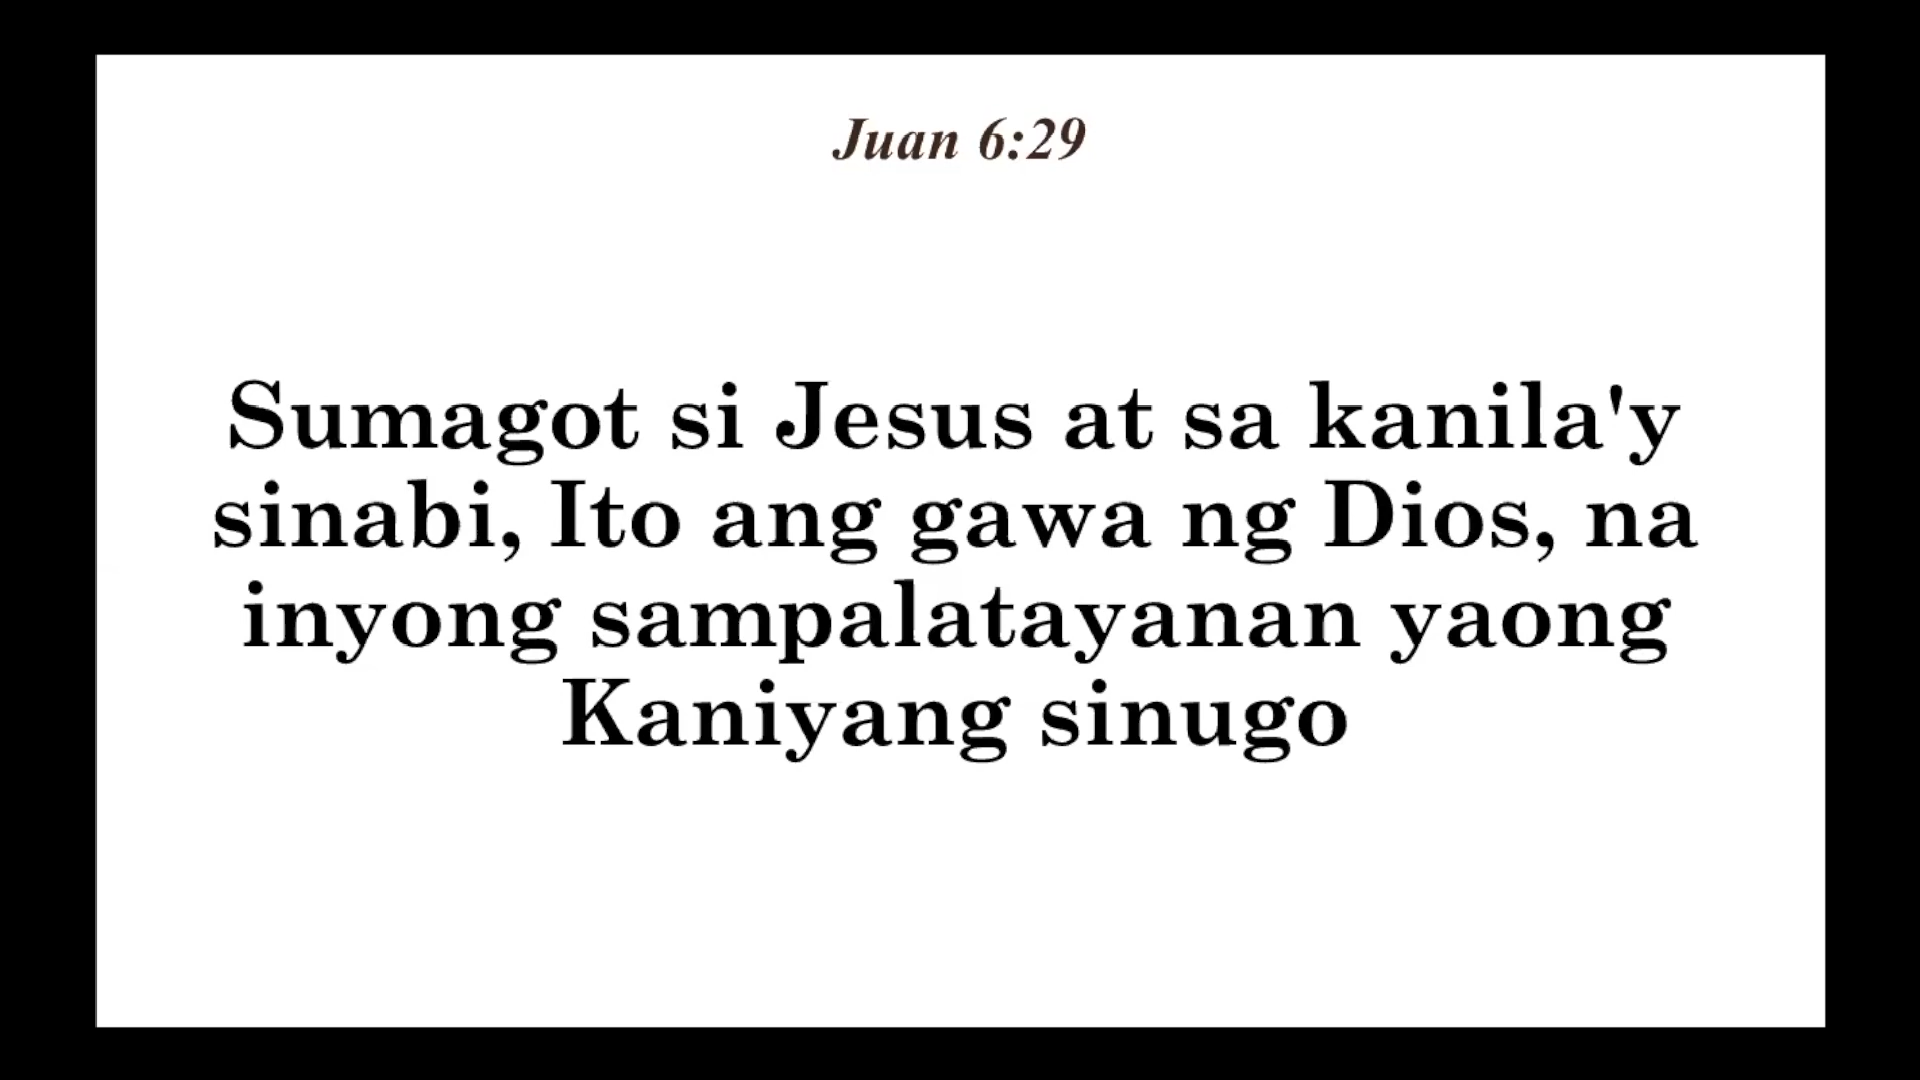 Juan 6:29
Sumagot si Jesus at sa kanila'y
sinabi, Ito ang gawa ng Dios, na
inyong sampalatayanan yaong
Kaniyang sinugo